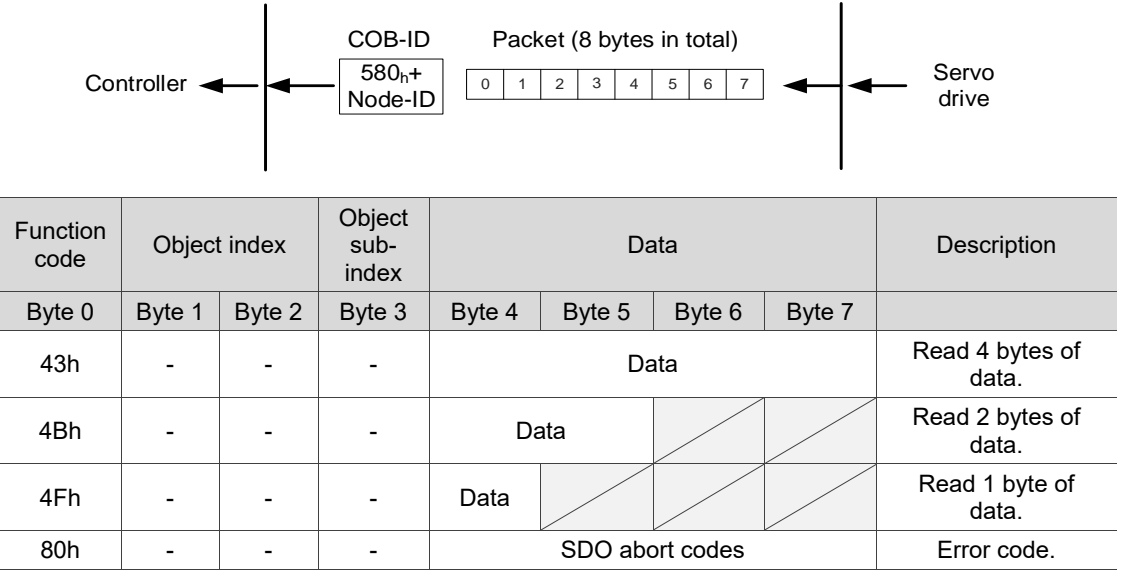 COB-ID Packet (8 bytes in total)
Controller 580h+ Node-ID 0 1 2 3 4 5 6 7 Servo drive
Function code Object index Object sub-index Data Description
Byte 0 Byte 1 Byte 2 Byte 3 Byte 4 Byte 5 Byte 6 Byte 7
43h - - - Data Read 4 bytes of data.
4Bh - - - Data Read 2 bytes of data.
4Fh - - - Data Read 1 byte of data.
80h - - - SDO abort codes Error code.